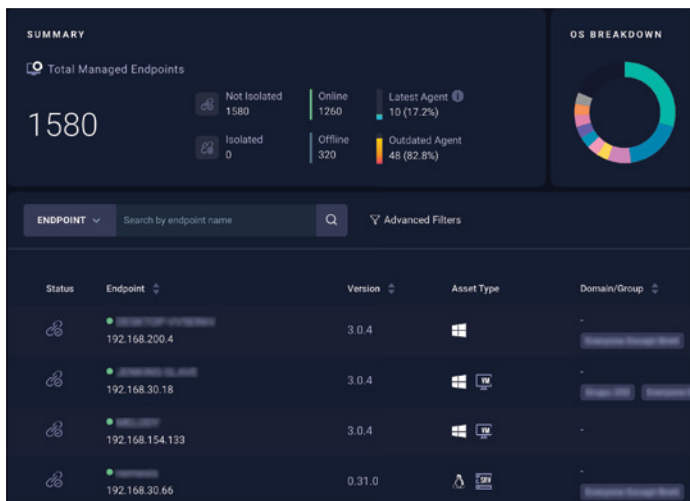 SUMMARY
OS BREAKDOWN
Total Managed Endpoints
1580
Not Isolated
1580
Isolated
0
Online
1260
Offline
320
Latest Agent
10 (17.2%)
Outdated Agent
48 (82.8%)
ENDPOINT
Search by endpoint name
Advanced Filters
Status Endpoint Version Asset Type Domain/Group
192.168.200.4
3.0.4
-
192.168.30.18
3.0.4
VM
-
192.168.154.133
3.0.4
VM
-
192.168.30.66
0.31.0
SRV
-